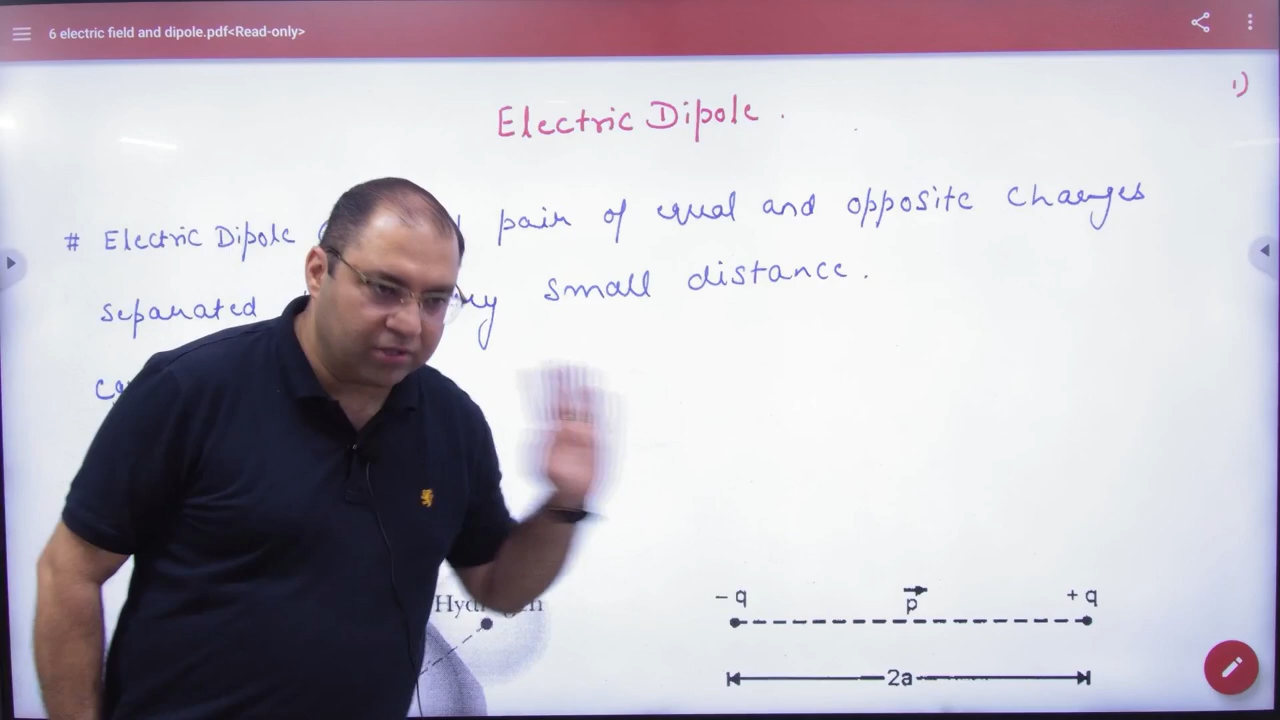 6 electric field and dipole.pdf<Read-only>
1)
Electric Dipole.
# Electric Dipole pair of equal and opposite charges
separated small distance.
Hydrogen
- q p + q
2a